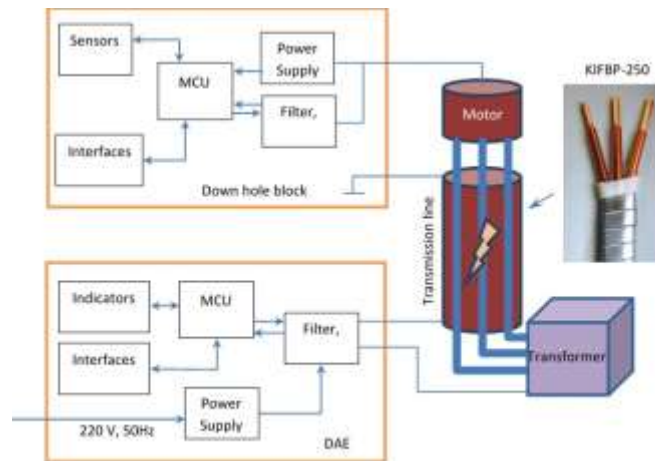 Sensors
Power
Supply
MCU
Filter,
Interfaces
Down hole block
KIFBP-250
Motor
Transmission line
Indicators
MCU
Filter,
Interfaces
Power
Supply
220 V, 50Hz
DAE
Transformer